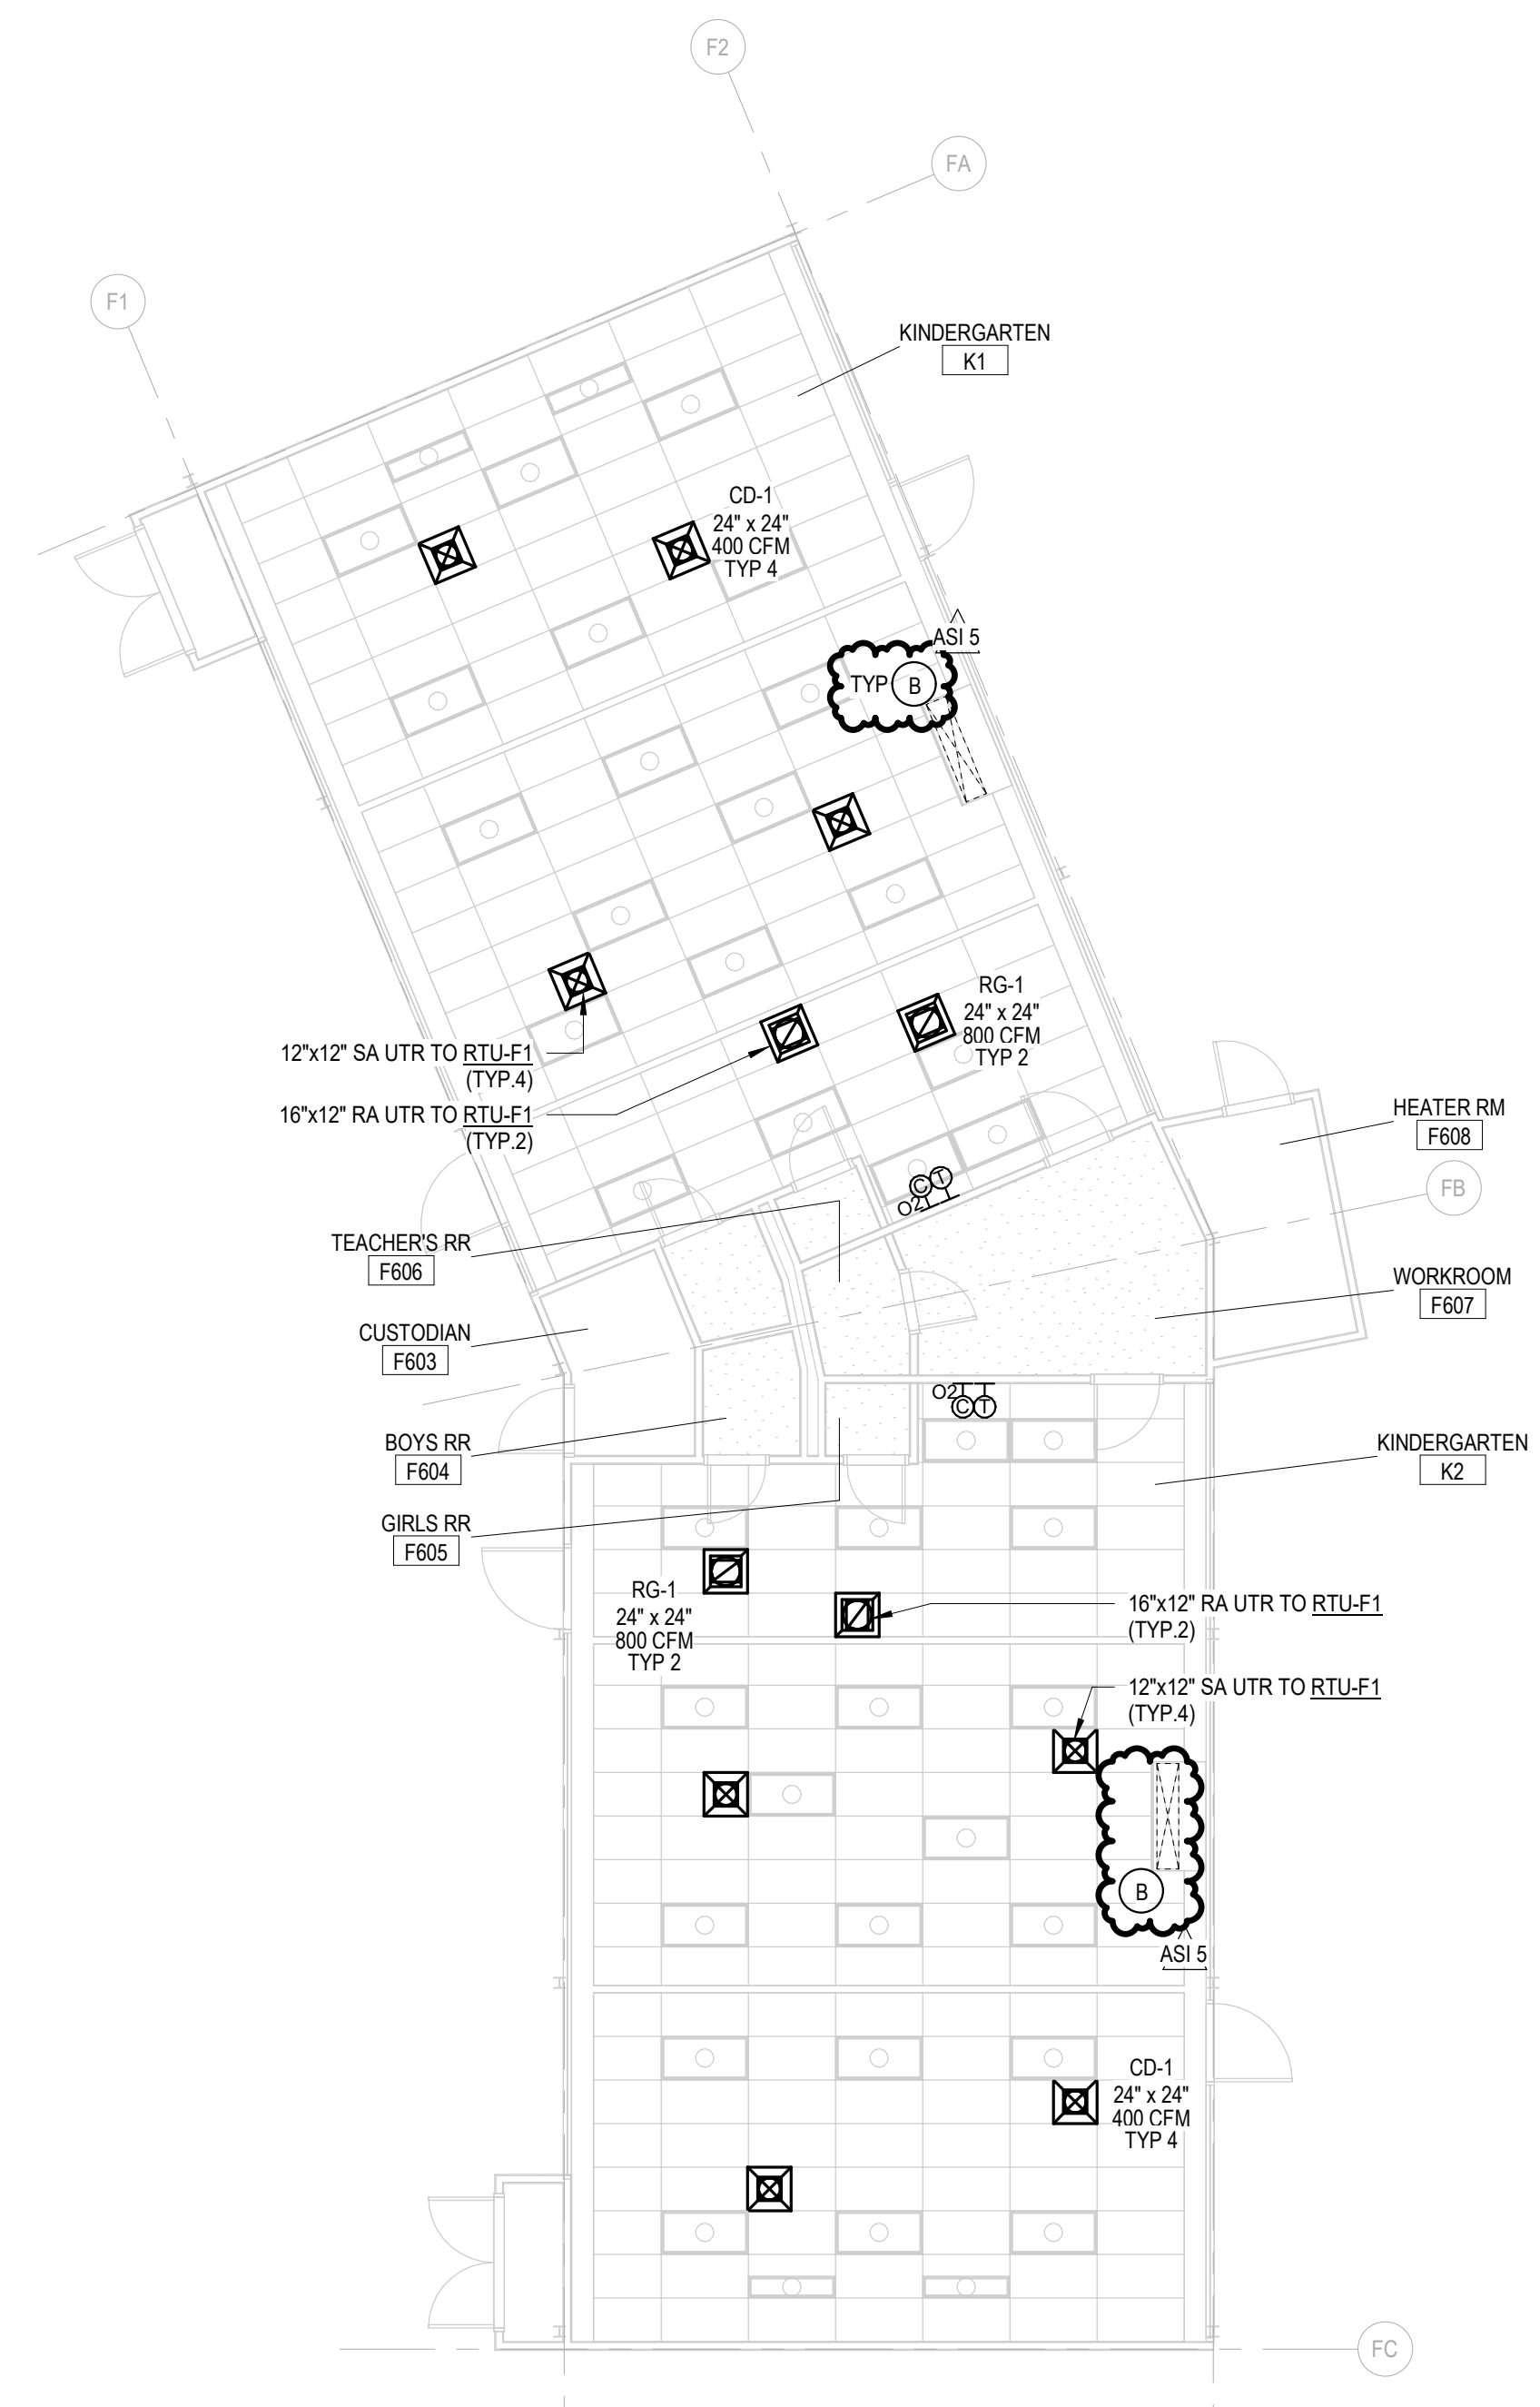 F2
FA
F1
KINDERGARTEN
K1
CD-1
24" x 24"
400 CFM
TYP 4
ASI 5
TYP B
RG-1
24" x 24"
800 CFM
TYP 2
12"x12" SA UTR TO RTU-F1
(TYP.4)
16"x12" RA UTR TO RTU-F1
(TYP.2)
HEATER RM
F608
FB
C T
O2
TEACHER'S RR
F606
WORKROOM
F607
CUSTODIAN
F603
O2
C T
BOYS RR
F604
KINDERGARTEN
K2
GIRLS RR
F605
RG-1
24" x 24"
800 CFM
TYP 2
16"x12" RA UTR TO RTU-F1
(TYP.2)
12"x12" SA UTR TO RTU-F1
(TYP.4)
B
ASI 5
CD-1
24" x 24"
400 CFM
TYP 4
FC